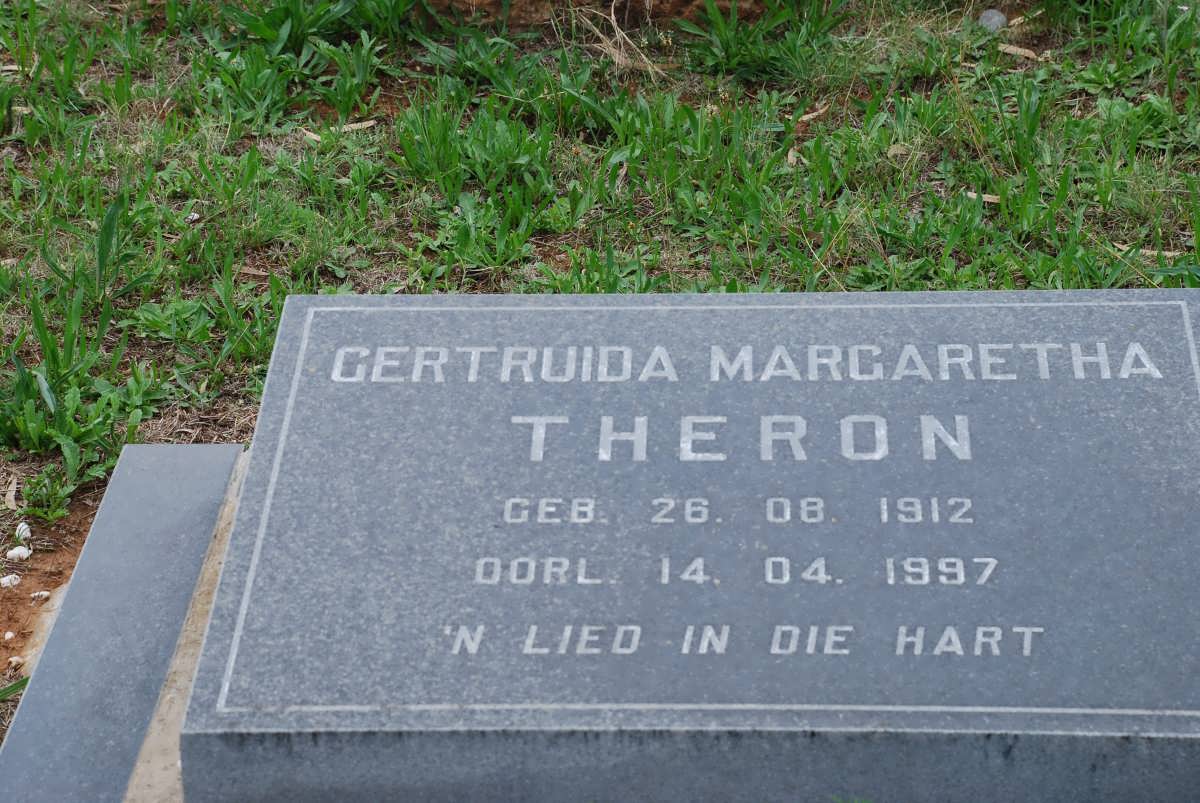 GERTRUIDA MARGARETHA
THERON
GEB. 26. 08. 1912
OORL. 14. 04. 1997
'N LIED IN DIE HART